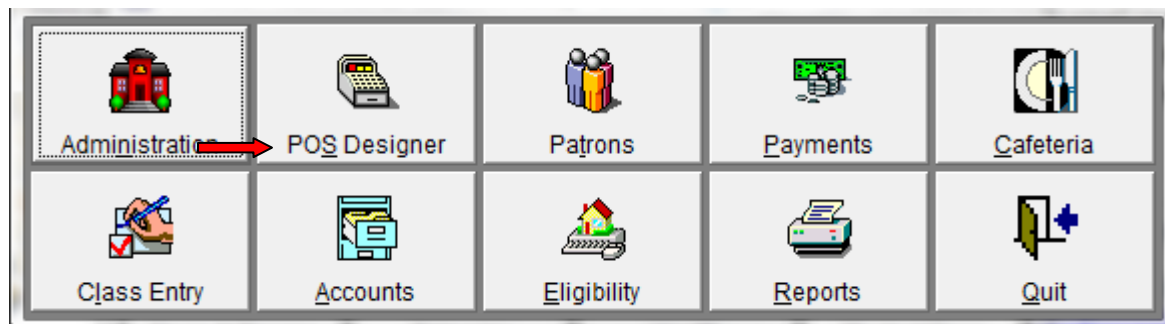 Administration
POS Designer
Patrons
Payments
Cafeteria
Class Entry
Accounts
Eligibility
Reports
Quit